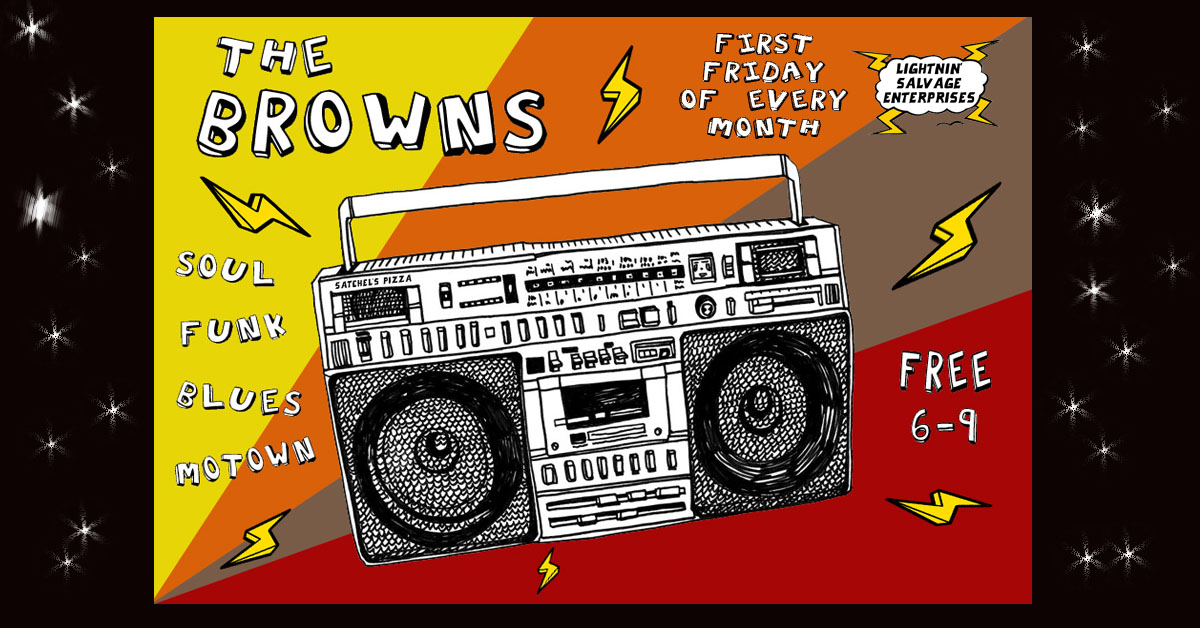 THE
BROWNS
FIRST
FRIDAY
OF EVERY
MONTH
LIGHTNIN'
SALVAGE
ENTERPRISES
SATCHEL'S PIZZA
SOUL
FUNK
BLUES
MOTOWN
FREE
6-9